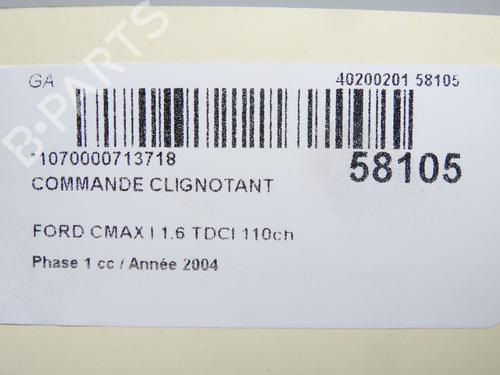 GA 40200201 58105
*1070000713718 58105
COMMANDE CLIGNOTANT
FORD CMAX I 1.6 TDCI 110ch
Phase 1 cc / Année 2004
B-PARTS